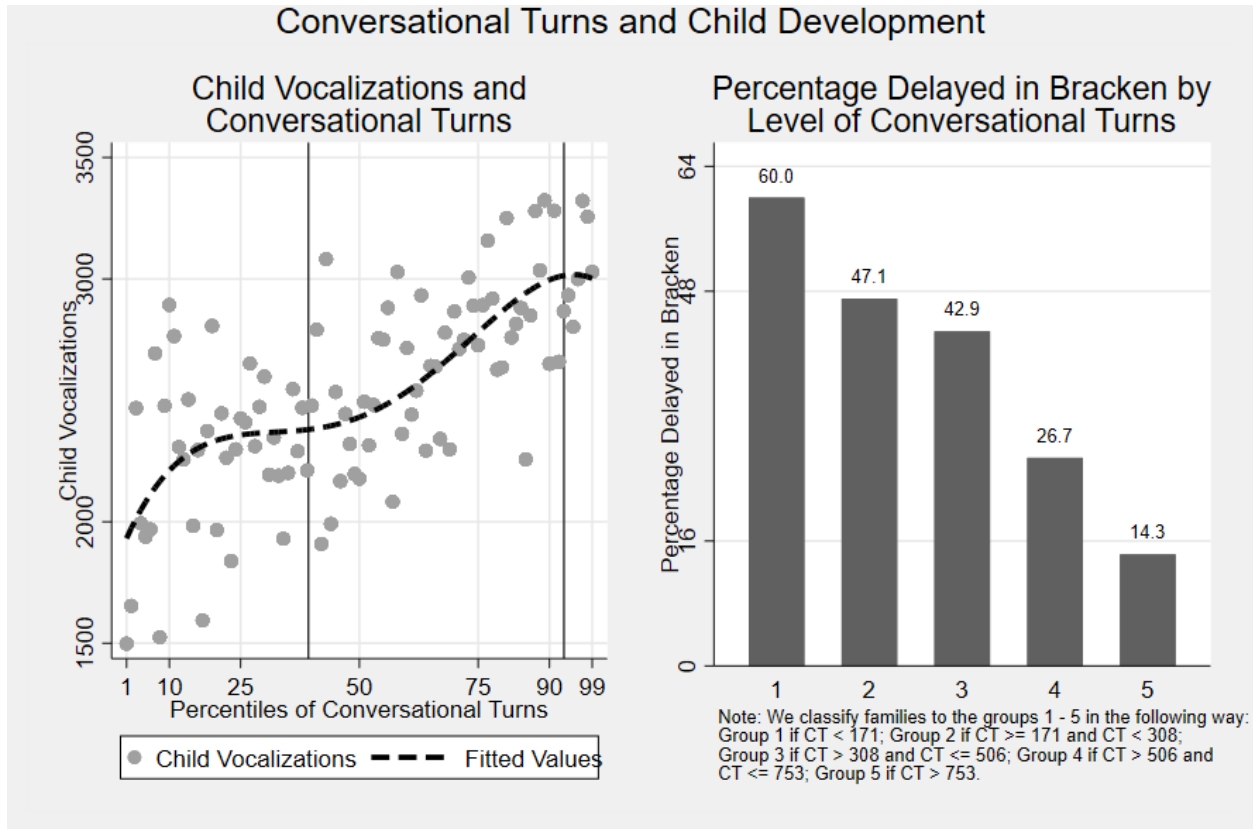 Conversational Turns and Child Development
Child Vocalizations and
Conversational Turns
Child Vocalizations
3500
3000
2000
1500
1
10
25
50
75
90
99
Percentiles of Conversational Turns
Child Vocalizations
Fitted Values
Percentage Delayed in Bracken by
Level of Conversational Turns
Percentage Delayed in Bracken
64
48
16
0
60.0
47.1
42.9
26.7
14.3
1
2
3
4
5
Note: We classify families to the groups 1 - 5 in the following way:
Group 1 if CT < 171; Group 2 if CT >= 171 and CT < 308;
Group 3 if CT > 308 and CT <= 506; Group 4 if CT > 506 and
CT <= 753; Group 5 if CT > 753.